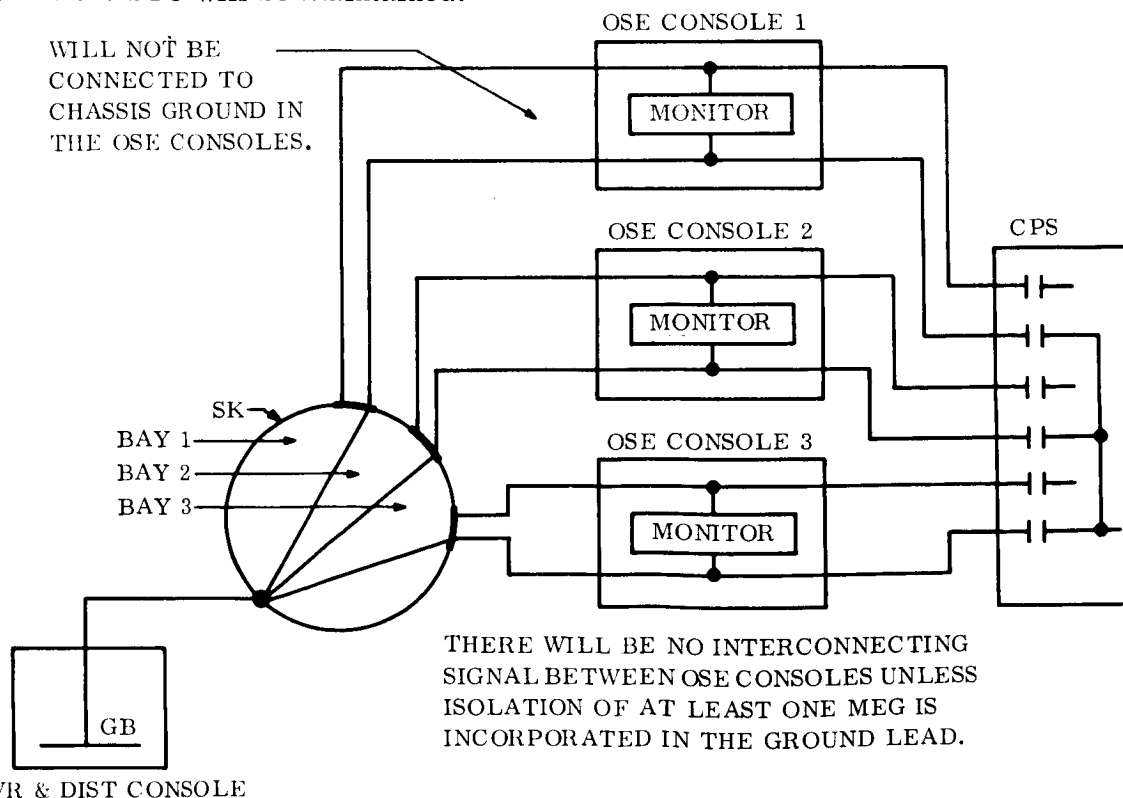 OSE CONSOLE 1
WILL NOT BE
CONNECTED TO
CHASSIS GROUND IN
THE OSE CONSOLES.
MONITOR
OSE CONSOLE 2
CPS
MONITOR
SK
BAY 1
BAY 2
BAY 3
OSE CONSOLE 3
MONITOR
THERE WILL BE NO INTERCONNECTING
SIGNAL BETWEEN OSE CONSOLES UNLESS
ISOLATION OF AT LEAST ONE MEG IS
INCORPORATED IN THE GROUND LEAD.
GB
& DIST CONSOLE